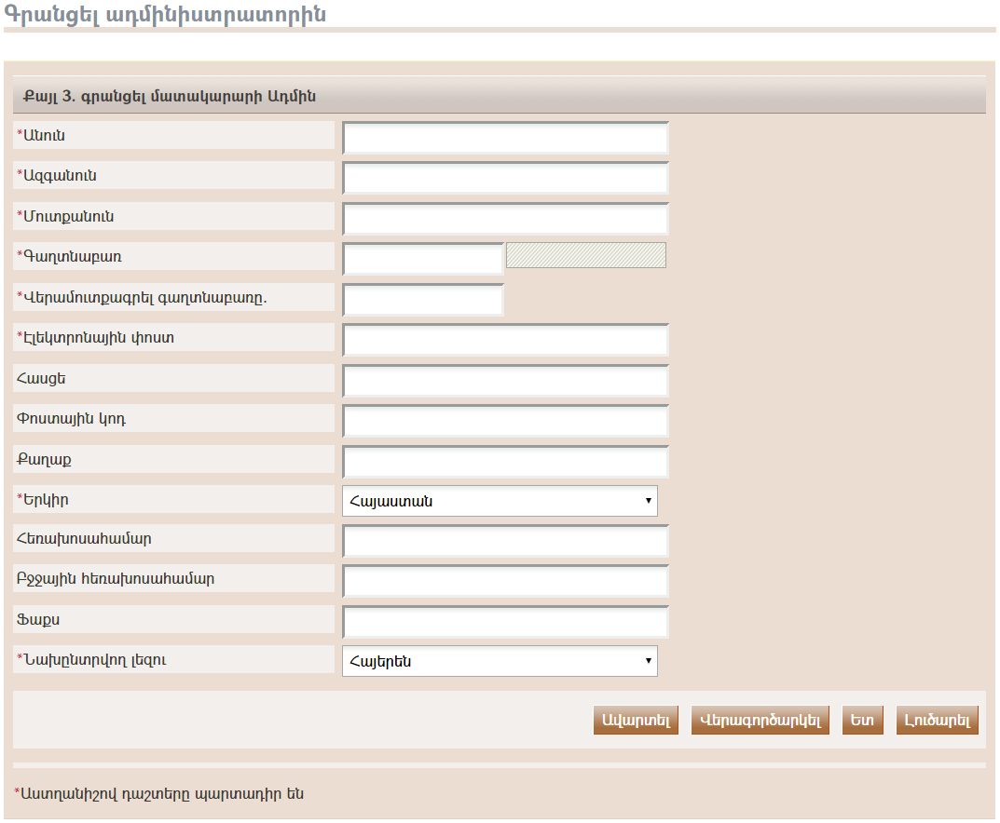 Գրանցել ադմինիստրատորին
Քայլ 3. գրանցել մատակարարի Ադմին
*Անուն
*Ազգանուն
*Մուտքանուն
*Գաղտնաբառ
*Վերամուտքագրել գաղտնաբառը.
*Էլեկտրոնային փոստ
Հասցե
Փոստային կոդ
Քաղաք
*Երկիր Հայաստան
Հեռախոսահամար
Բջջային հեռախոսահամար
Ֆաքս
*Նախընտրվող լեզու Հայերեն
Ավարտել Վերագործարկել Ետ Լուծարել
*Աստղանիշով դաշտերը պարտադիր են